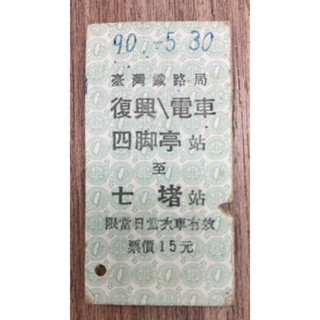 90.-5 30
臺灣鐵路局
復興\電車
四脚亭站
至
七堵站
限當日當次車有效
票價15元